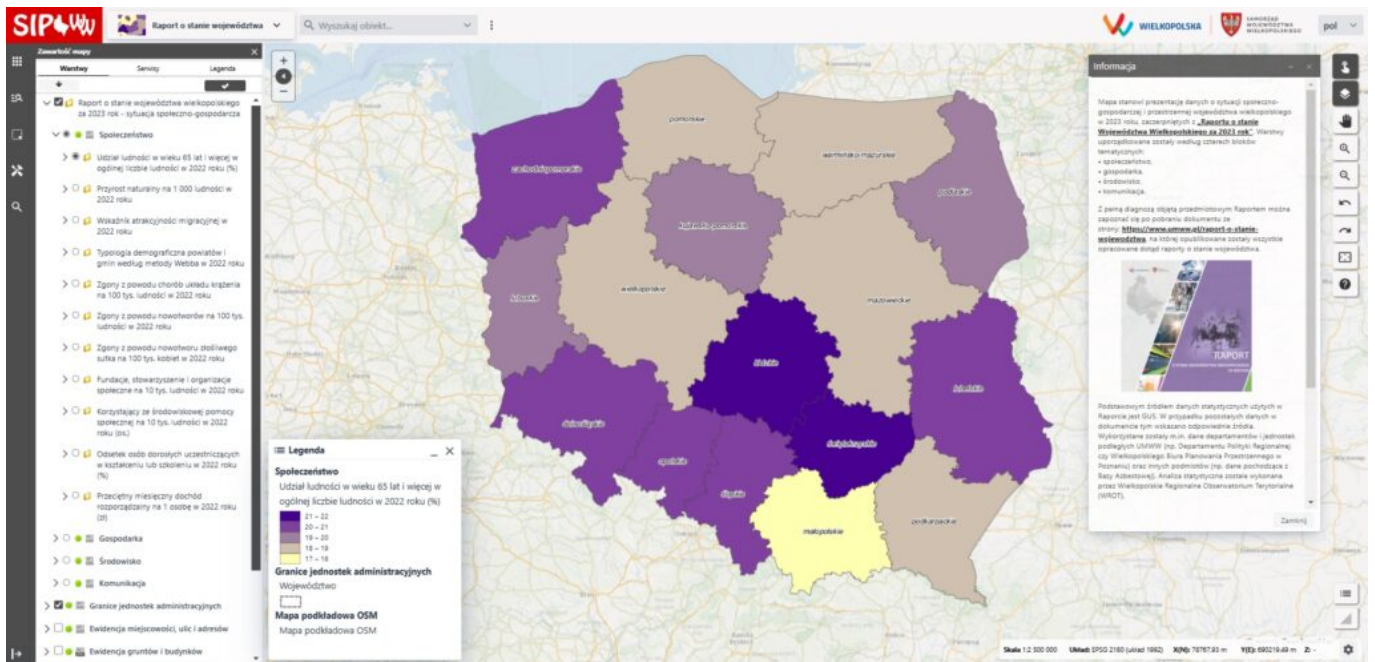 SIP WW
Raport o stanie województwa
Wyszukaj obiekt...
WIELKOPOLSKA
SAMORZĄD
WOJEWÓDZTWA
WIELKOPOLSKIEGO
pol
Zawartość mapy
Warstwy
Serwisy
Legenda
Raport o stanie województwa wielkopolskiego
za 2023 rok - sytuacja społeczno-gospodarcza
Społeczeństwo
Udział ludności w wieku 65 lat i więcej w
ogólnej liczbie ludności w 2022 roku (%)
Przyrost naturalny na 1 000 ludności w
2022 roku
Wskaźnik atrakcyjności migracyjnej w
2022 roku
Typologia demograficzna powiatów i
gmin według metody Webba w 2022 roku
Zgony z powodu chorób układu krążenia
na 100 tys. ludności w 2022 roku
Zgony z powodu nowotworów na 100 tys.
ludności w 2022 roku
Zgony z powodu nowotworu złośliwego
sutka na 100 tys. kobiet w 2022 roku
Fundacje, stowarzyszenie i organizacje
społeczne na 10 tys. ludności w 2022 roku
Korzystający ze środowiskowej pomocy
społecznej na 10 tys. ludności w 2022
roku (os.)
Odsetek osób dorosłych uczestniczących
w kształceniu lub szkoleniu w 2022 roku
(%)
Przeciętny miesięczny dochód
rozporządzalny na 1 osobę w 2022 roku
(zł)
Gospodarka
Środowisko
Komunikacja
Granice jednostek administracyjnych
Ewidencja miejscowości, ulic i adresów
Ewidencja gruntów i budynków
pomorskie
warmińsko-mazurskie
zachodniopomorskie
podlaskie
kujawsko-pomorskie
lubuskie
wielkopolskie
mazowieckie
łódzkie
lubelskie
dolnośląskie
świętokrzyskie
opolskie
śląskie
małopolskie
podkarpackie
Legenda
Społeczeństwo
Udział ludności w wieku 65 lat i więcej w
ogólnej liczbie ludności w 2022 roku (%)
21 – 22
20 – 21
19 – 20
18 – 19
17 – 18
Granice jednostek administracyjnych
Województwo
Mapa podkładowa OSM
Mapa podkładowa OSM
Informacja
Mapa stanowi prezentację danych o sytuacji społeczno-
gospodarczej i przestrzennej województwa wielkopolskiego
w 2023 roku, zaczerpniętych z „Raportu o stanie
Województwa Wielkopolskiego za 2023 rok". Warstwy
uporządkowane zostały według czterech bloków
tematycznych:
• społeczeństwo,
• gospodarka,
• środowisko,
• komunikacja.
Z pełną diagnozą objętą przedmiotowym Raportem można
zapoznać się po pobraniu dokumentu ze
strony: https://www.umww.pl/raport-o-stanie-
wojewodztwa, na której opublikowane zostały wszystkie
opracowane dotąd raporty o stanie województwa.
RAPORT
Podstawowym źródłem danych statystycznych użytych w
Raporcie jest GUS. W przypadku pozostałych danych w
dokumencie tym wskazano odpowiednie źródła.
Wykorzystane zostały m.in. dane departamentów i jednostek
podległych UMWW (np. Departamentu Polityki Regionalnej
czy Wielkopolskiego Biura Planowania Przestrzennego w
Poznaniu) oraz innych podmiotów (np. dane pochodzące z
Bazy Azbestowej). Analiza statystyczna została wykonana
przez Wielkopolskie Regionalne Obserwatorium Terytorialne
(WROT).
Zamknij
Skala 1:2 500 000 Układ: EPSG 2180 (układ 1992) X(N): 78767.93 m Y(E): 690219.49 m Z: -